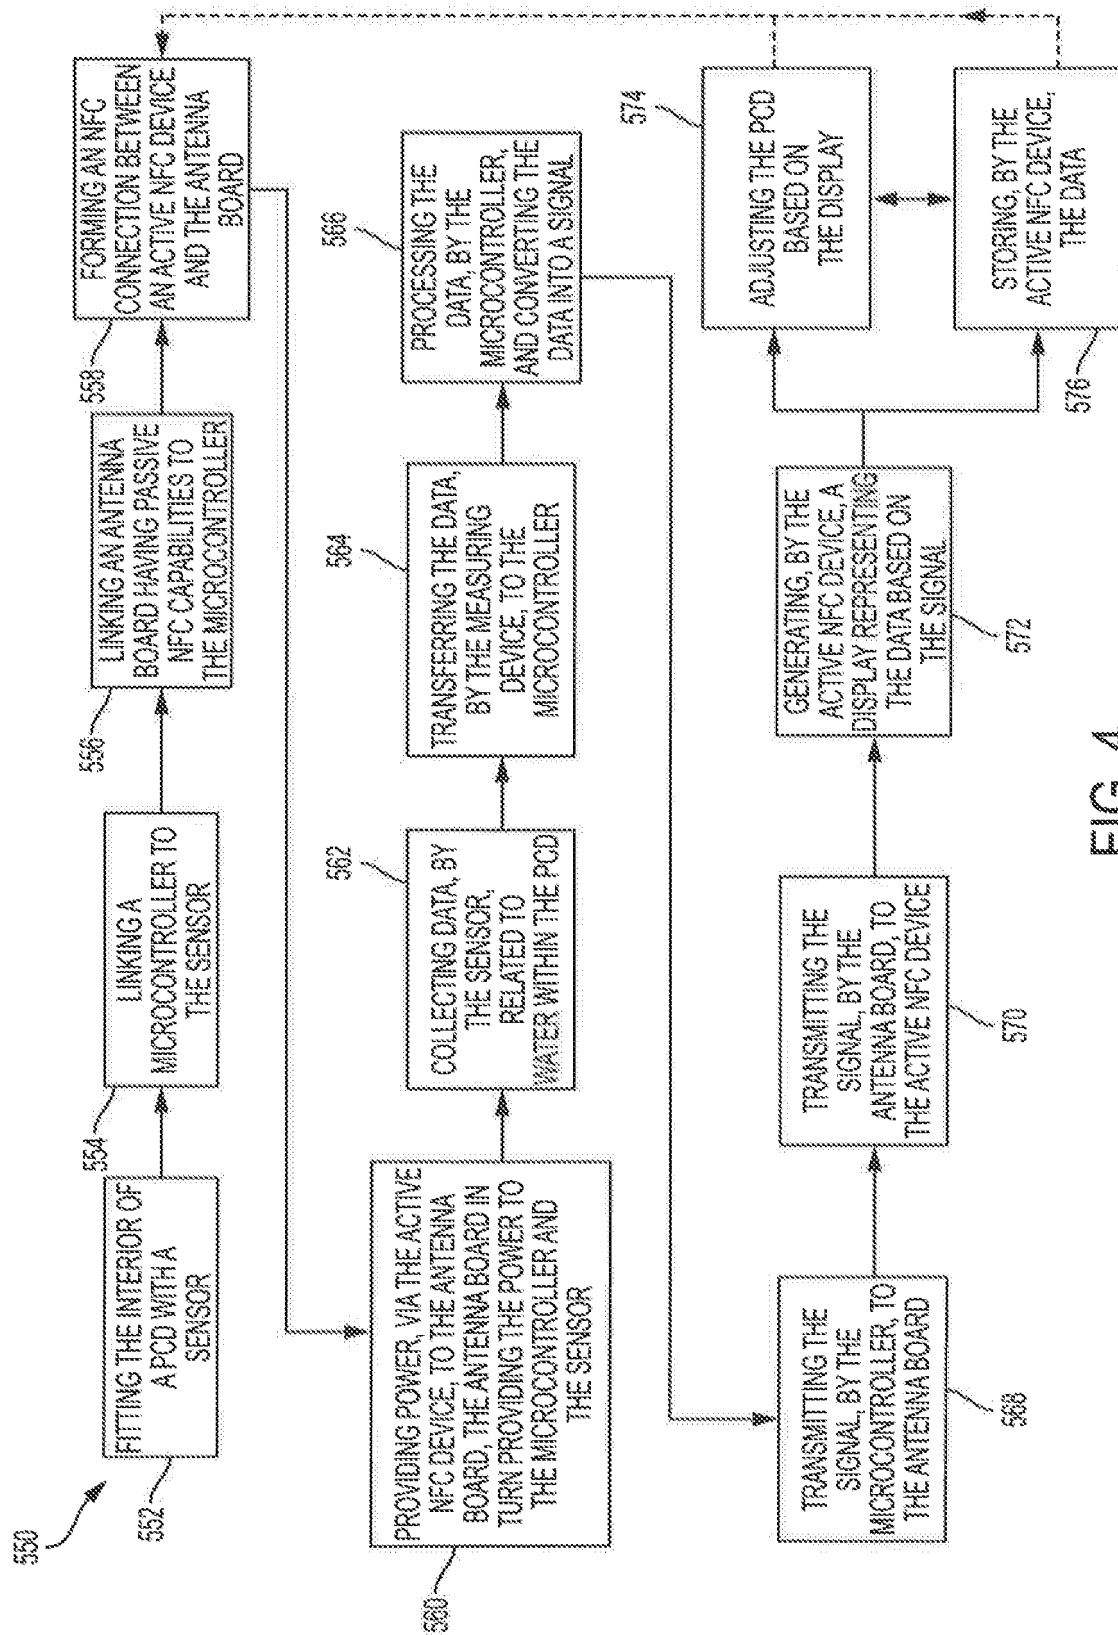 550
552
FITTING THE INTERIOR OF
A PCD WITH A
SENSOR
554
LINKING A
MICROCONTROLLER TO
THE SENSOR
556
LINKING AN ANTENNA
BOARD HAVING PASSIVE
NFC CAPABILITIES TO
THE MICROCONTROLLER
558
FORMING AN NFC
CONNECTION BETWEEN
AN ACTIVE NFC DEVICE
AND THE ANTENNA
BOARD
560
PROVIDING POWER, VIA THE ACTIVE
NFC DEVICE, TO THE ANTENNA
BOARD, THE ANTENNA BOARD IN
TURN PROVIDING THE POWER TO
THE MICROCONTROLLER AND
THE SENSOR
562
COLLECTING DATA, BY
THE SENSOR,
RELATED TO
WATER WITHIN THE PCD
564
TRANSFERRING THE DATA,
BY THE MEASURING
DEVICE, TO THE
MICROCONTROLLER
566
PROCESSING THE
DATA, BY THE
MICROCONTROLLER,
AND CONVERTING THE
DATA INTO A SIGNAL
568
TRANSMITTING THE
SIGNAL, BY THE
MICROCONTROLLER, TO
THE ANTENNA BOARD
570
TRANSMITTING THE
SIGNAL, BY THE
ANTENNA BOARD, TO
THE ACTIVE NFC DEVICE
572
GENERATING, BY THE
ACTIVE NFC DEVICE, A
DISPLAY REPRESENTING
THE DATA BASED ON
THE SIGNAL
574
ADJUSTING THE PCD
BASED ON
THE DISPLAY
576
STORING, BY THE
ACTIVE NFC DEVICE,
THE DATA
FIG. 4